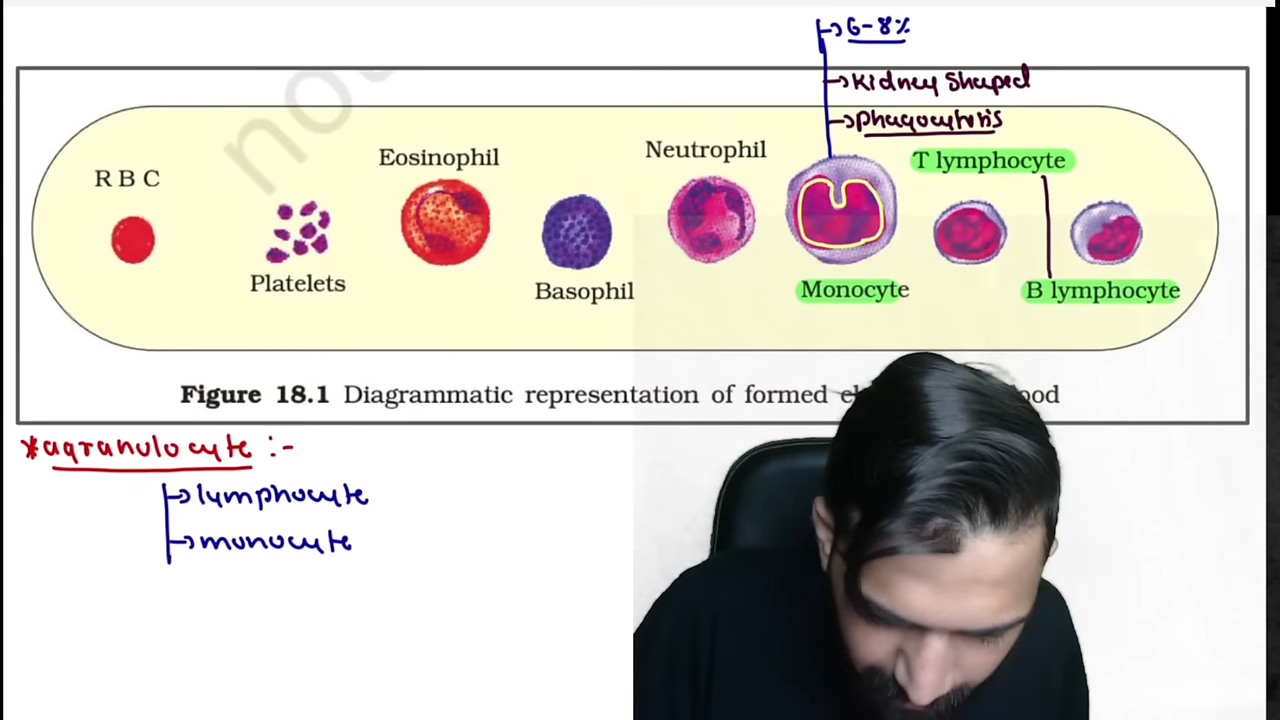 6-8%
Kidney Shaped
Phagocytosis
no
R B C
Eosinophil
Neutrophil
T lymphocyte
Platelets
Basophil
Monocyte
B lymphocyte
Figure 18.1 Diagrammatic representation of formed
*agranulocyte :-
lymphocyte
monocyte